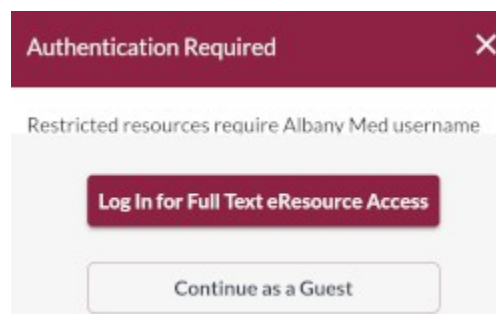 Authentication Required
Restricted resources require Albany Med username
Log In for Full Text eResource Access
Continue as a Guest